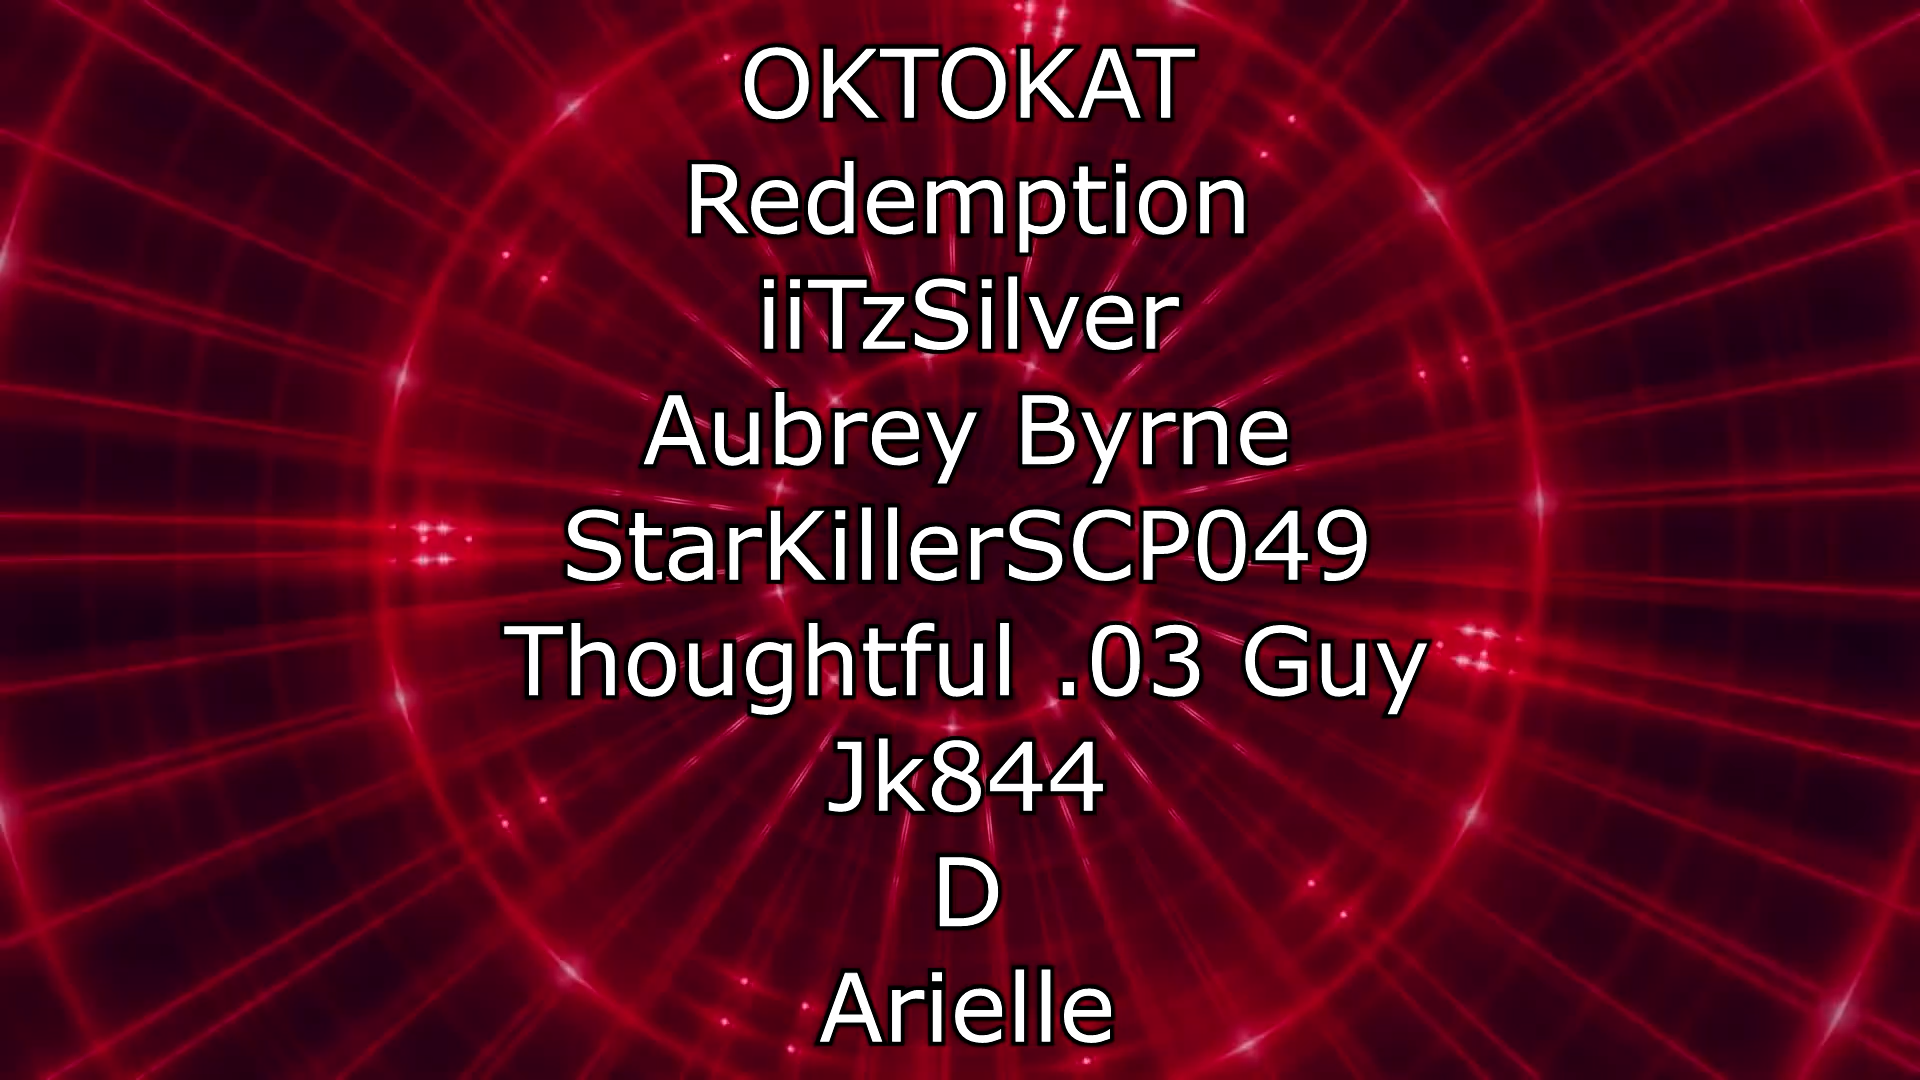 OKTOKAT
Redemption
iiTzSilver
Aubrey Byrne
StarKillerSCP049
Thoughtful .03 Guy
Jk844
D
Arielle